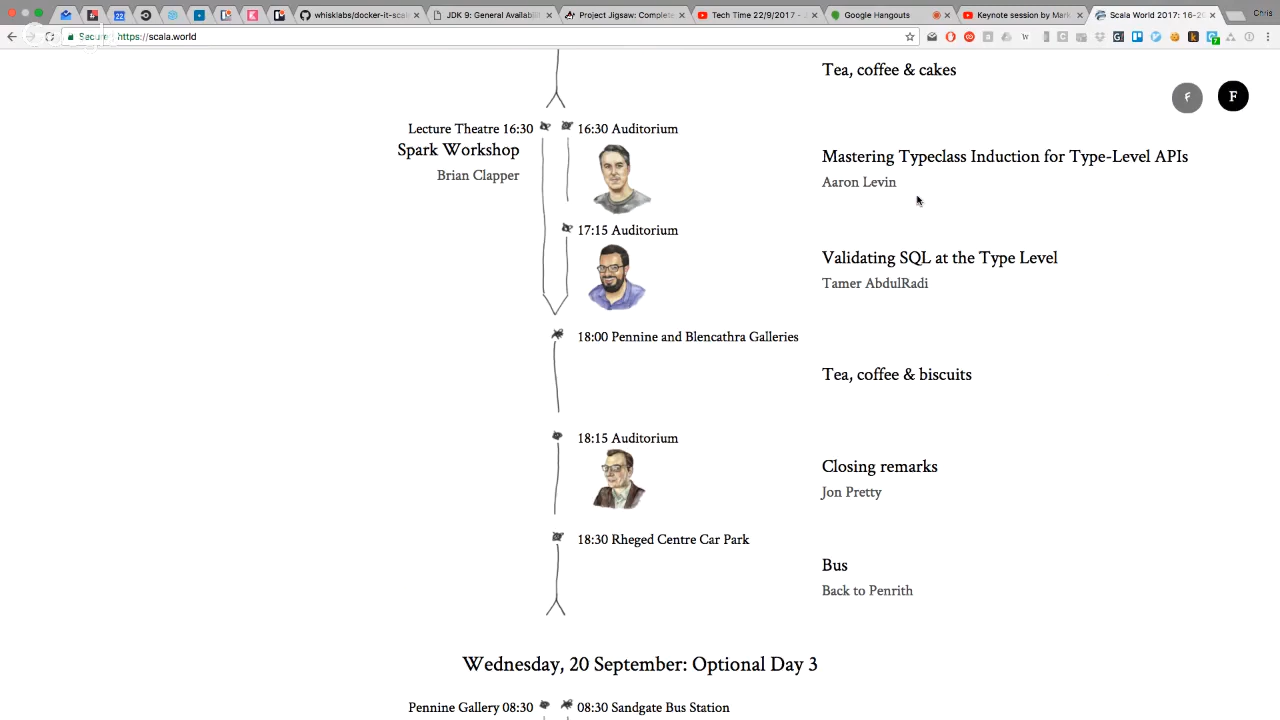 whisklabs/docker-it-scal
JDK 9: General Availabilit
Project Jigsaw: Complete
Tech Time 22/9/2017 -
Google Hangouts
Keynote session by Mark
Scala World 2017: 16-2
Chris
Secure
https://scala.world
Tea, coffee & cakes
F
F
Lecture Theatre 16:30
16:30 Auditorium
Spark Workshop
Brian Clapper
Mastering Typeclass Induction for Type-Level APIs
Aaron Levin
17:15 Auditorium
Validating SQL at the Type Level
Tamer AbdulRadi
18:00 Pennine and Blencathra Galleries
Tea, coffee & biscuits
18:15 Auditorium
Closing remarks
Jon Pretty
18:30 Rheged Centre Car Park
Bus
Back to Penrith
Wednesday, 20 September: Optional Day 3
Pennine Gallery 08:30
08:30 Sandgate Bus Station